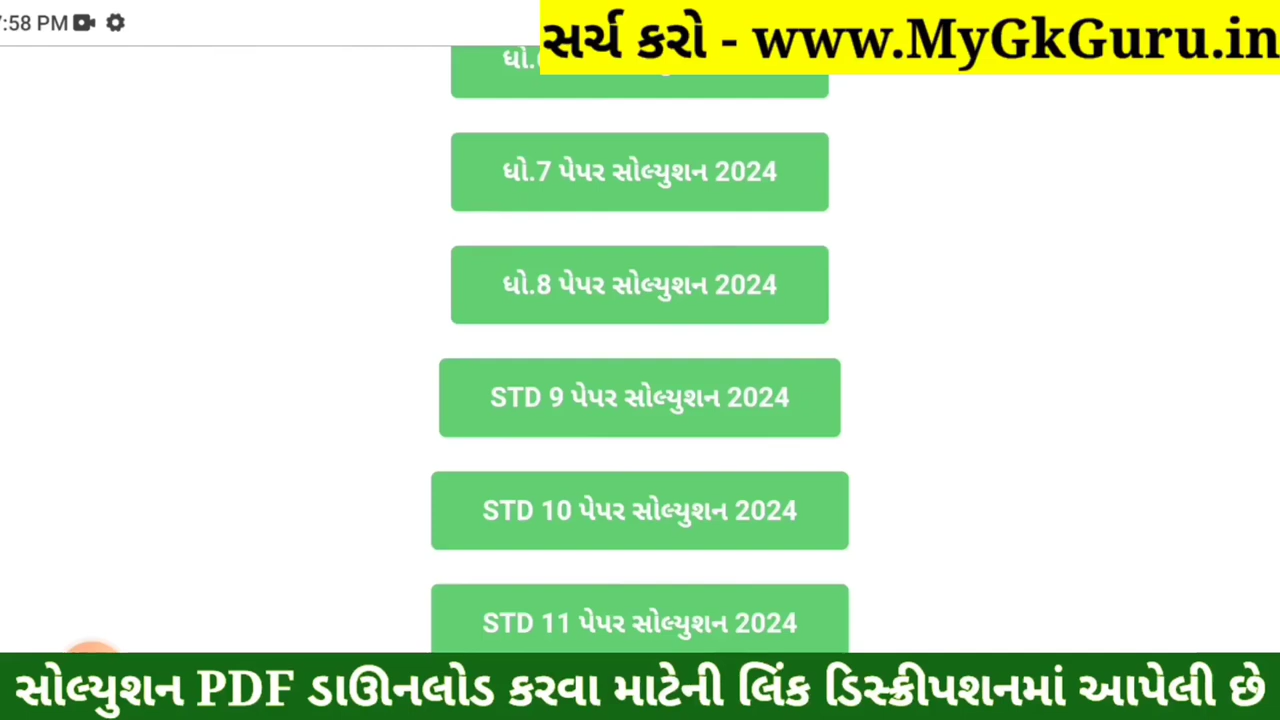 :58 PM
સર્ચ કરો - www.MyGkGuru.in
ધો.7 પેપર સોલ્યુશન 2024
ધો.8 પેપર સોલ્યુશન 2024
STD 9 પેપર સોલ્યુશન 2024
STD 10 પેપર સોલ્યુશન 2024
STD 11 પેપર સોલ્યુશન 2024
સોલ્યુશન PDF ડાઊનલોડ કરવા માટેની લિંક ડિસ્ક્રીપશનમાં આપેલી છે